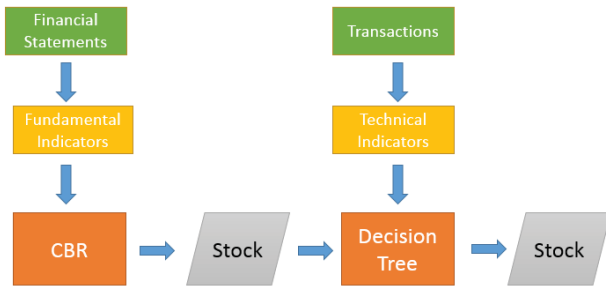 Financial
Statements
Transactions
Fundamental
Indicators
Technical
Indicators
CBR
Stock
Decision
Tree
Stock